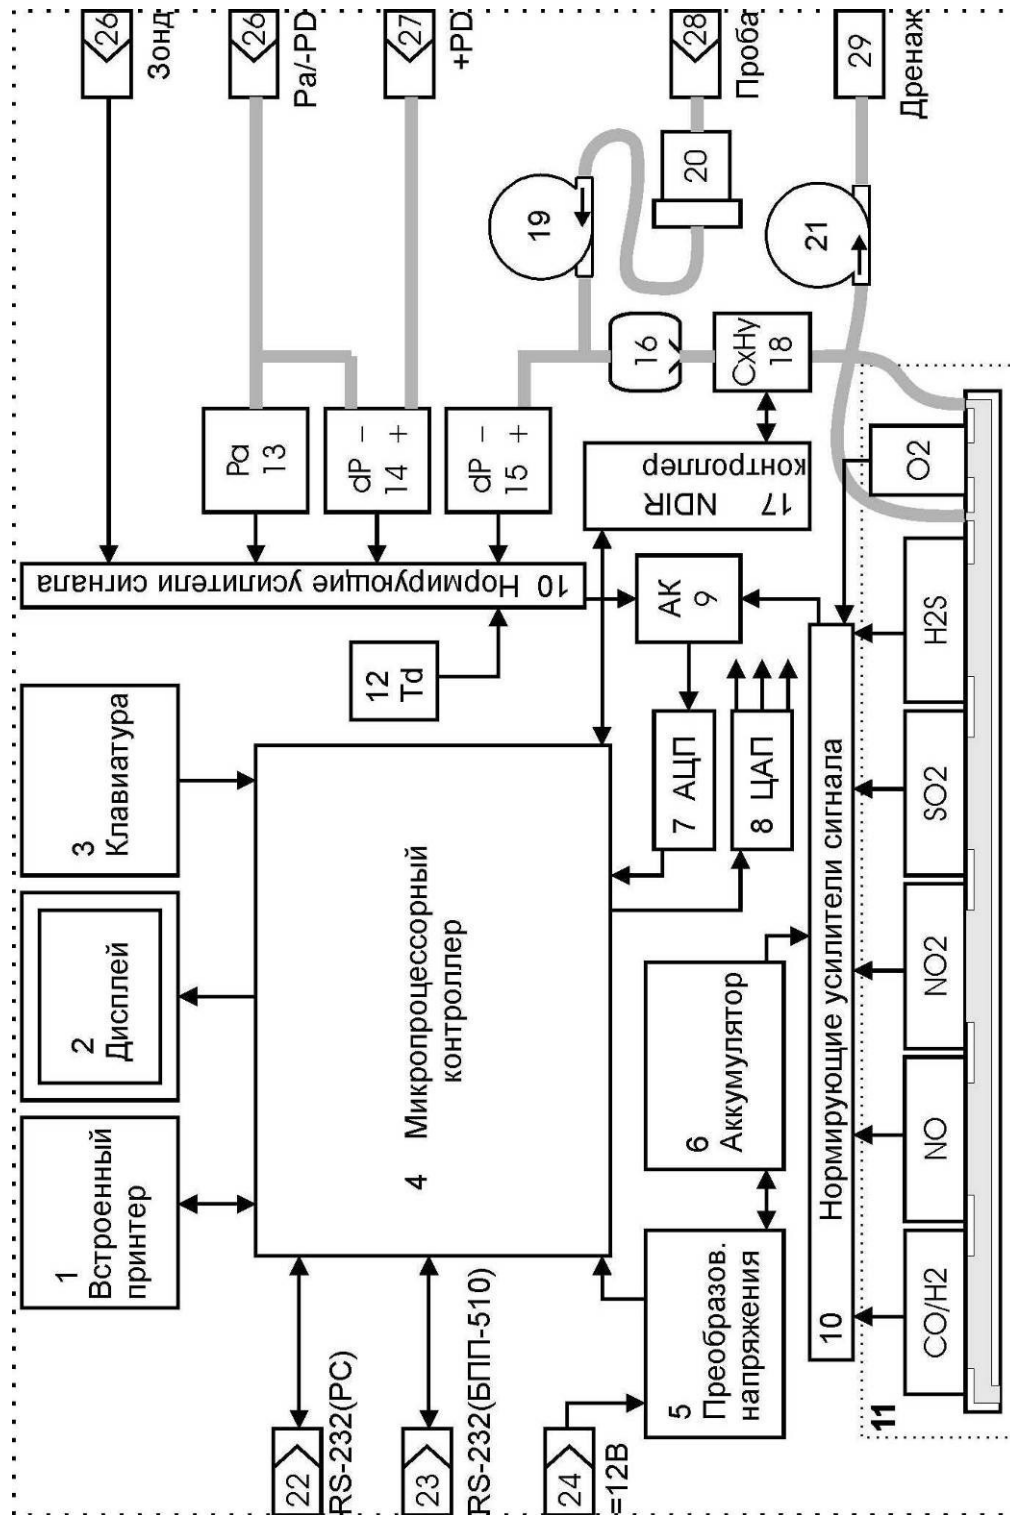 1
Встроенный
принтер
2
Дисплей
3
Клавиатура
26
Зонд
26
Pa/-PD
27
+PD
22
RS-232(PC)
23
RS-232(БПП-510)
24
=12В
4 Микропроцессорный
контроллер
12
Td
10 Нормирующие усилители сигнала
Pa
13
dP −
14 +
dP −
15 +
19
20
28
Проба
5
Преобразов.
напряжения
6
Аккумулятор
7 АЦП
8 ЦАП
АК
9
17 NDIR
контроллер
16
CxHy
18
21
29
Дренаж
10 Нормирующие усилители сигнала
11
CO/H2
NO
NO2
SO2
H2S
O2